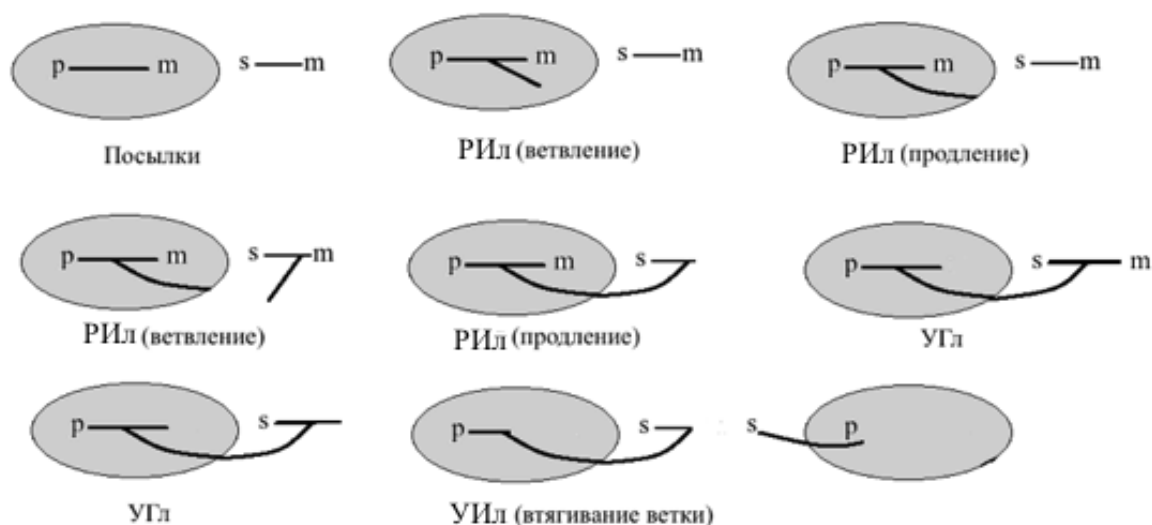 p m s m p m s m p m s m
Посылки РИл (ветвление) РИл (продление)
p m s m p m s p s m
РИл (ветвление) РИл (продление) УГл
p s p s s p
УГл УИл (втягивание ветки)